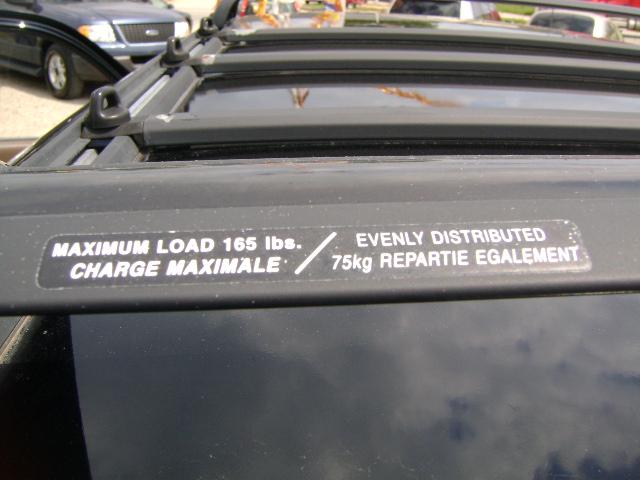 MAXIMUM LOAD 165 lbs. / EVENLY DISTRIBUTED
CHARGE MAXIMALE / 75kg REPARTIE EGALEMENT